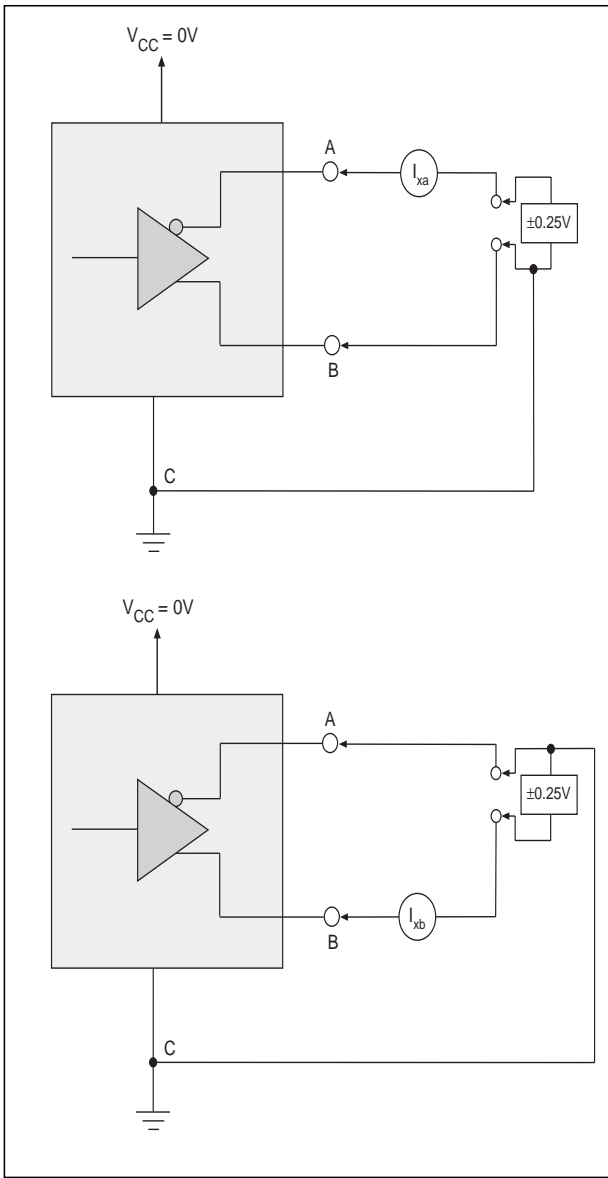 V_CC = 0V
A
I_xa
±0.25V
B
C
V_CC = 0V
A
±0.25V
I_xb
B
C